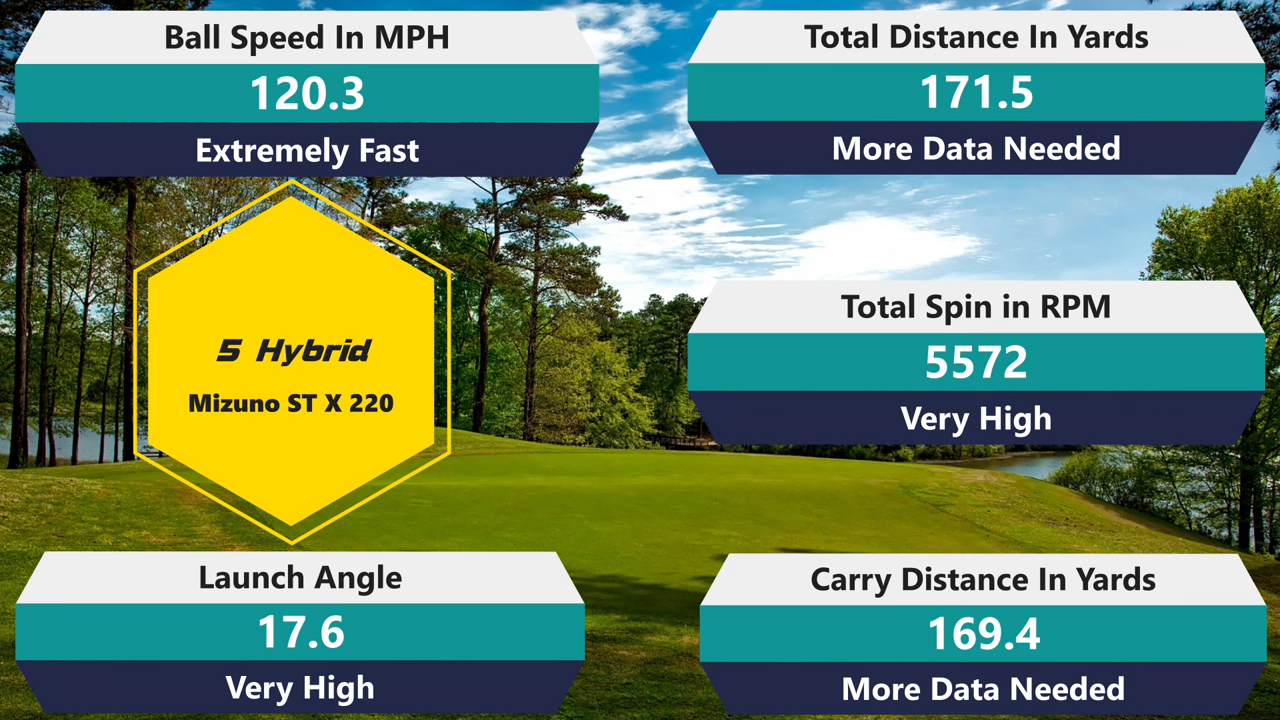 Ball Speed In MPH
120.3
Extremely Fast
Total Distance In Yards
171.5
More Data Needed
5 Hybrid
Mizuno ST X 220
Total Spin in RPM
5572
Very High
Launch Angle
17.6
Very High
Carry Distance In Yards
169.4
More Data Needed